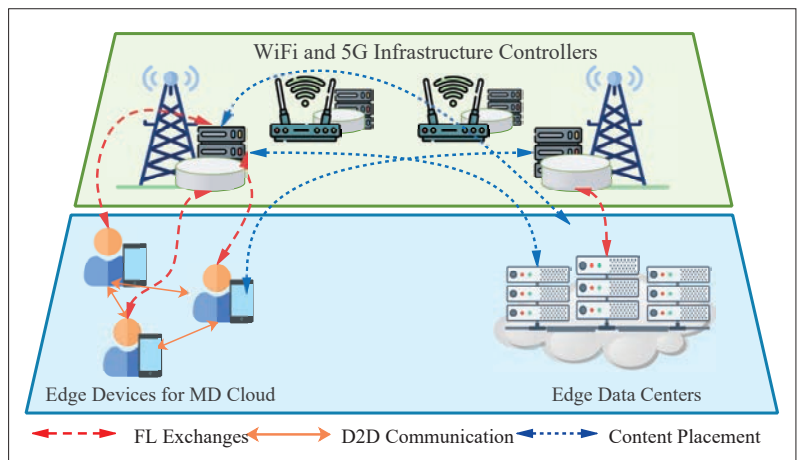 WiFi and 5G Infrastructure Controllers
Edge Devices for MD Cloud
Edge Data Centers
FL Exchanges
D2D Communication
Content Placement